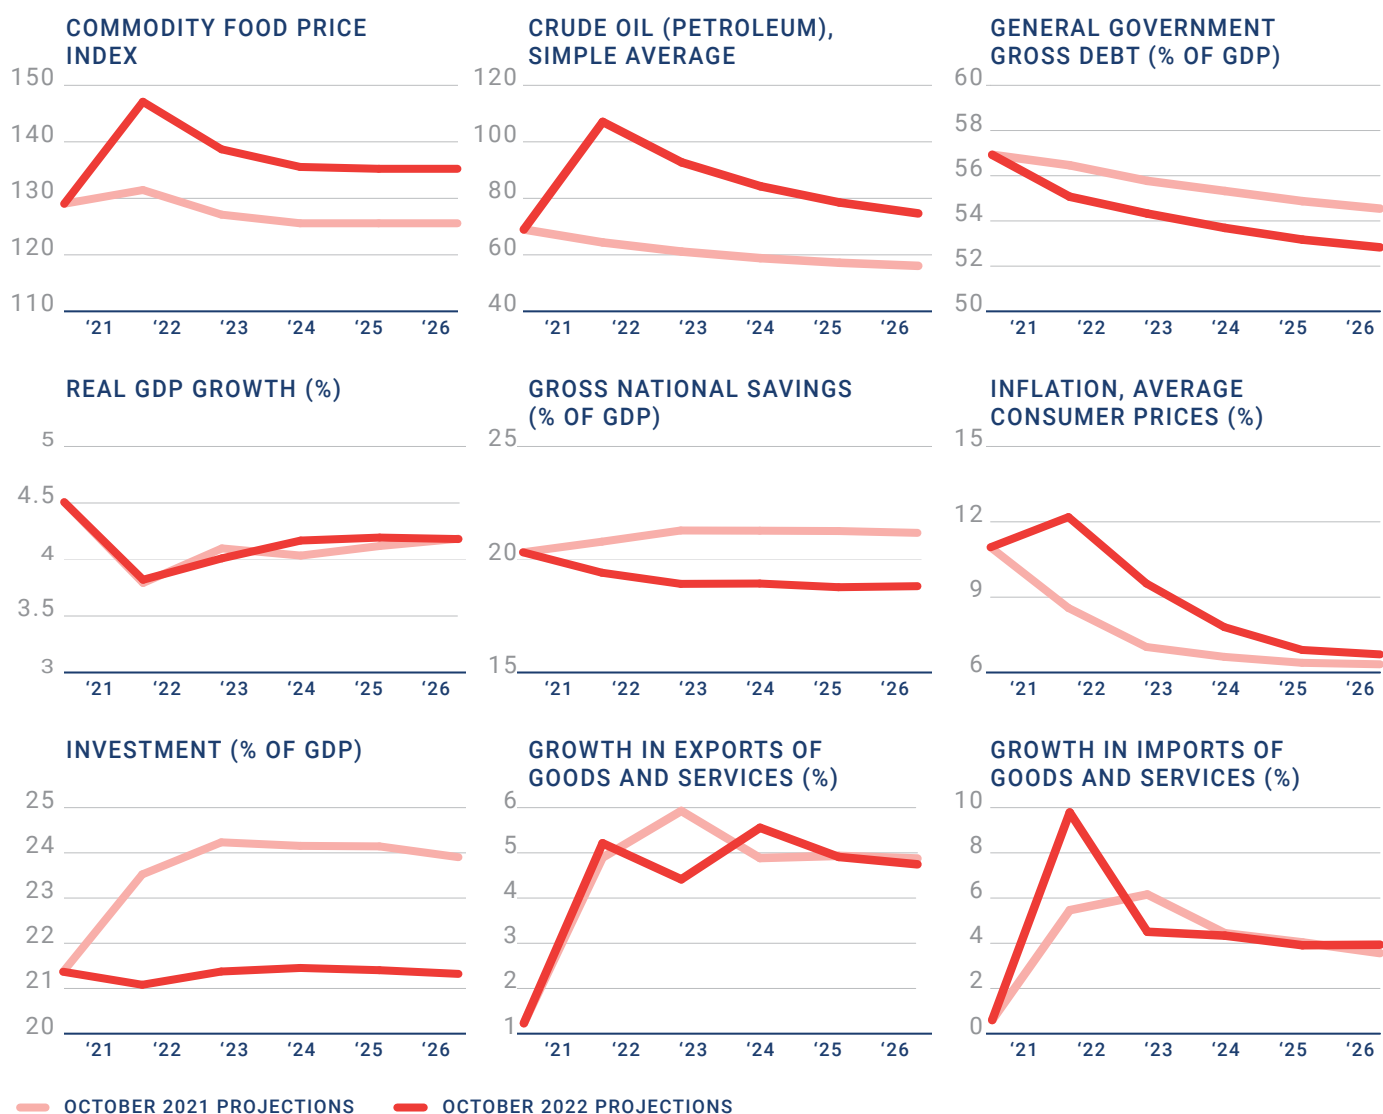 COMMODITY FOOD PRICE
INDEX
150
140
130
120
110
‘21 ‘22 ‘23 ‘24 ‘25 ‘26
CRUDE OIL (PETROLEUM),
SIMPLE AVERAGE
120
100
80
60
40
‘21 ‘22 ‘23 ‘24 ‘25 ‘26
GENERAL GOVERNMENT
GROSS DEBT (% OF GDP)
60
58
56
54
52
50
‘21 ‘22 ‘23 ‘24 ‘25 ‘26
REAL GDP GROWTH (%)
5
4.5
4
3.5
3
‘21 ‘22 ‘23 ‘24 ‘25 ‘26
GROSS NATIONAL SAVINGS
(% OF GDP)
25
20
15
‘21 ‘22 ‘23 ‘24 ‘25 ‘26
INFLATION, AVERAGE
CONSUMER PRICES (%)
15
12
9
6
‘21 ‘22 ‘23 ‘24 ‘25 ‘26
INVESTMENT (% OF GDP)
25
24
23
22
21
20
‘21 ‘22 ‘23 ‘24 ‘25 ‘26
GROWTH IN EXPORTS OF
GOODS AND SERVICES (%)
6
5
4
3
2
1
‘21 ‘22 ‘23 ‘24 ‘25 ‘26
GROWTH IN IMPORTS OF
GOODS AND SERVICES (%)
10
8
6
4
2
0
‘21 ‘22 ‘23 ‘24 ‘25 ‘26
OCTOBER 2021 PROJECTIONS
OCTOBER 2022 PROJECTIONS